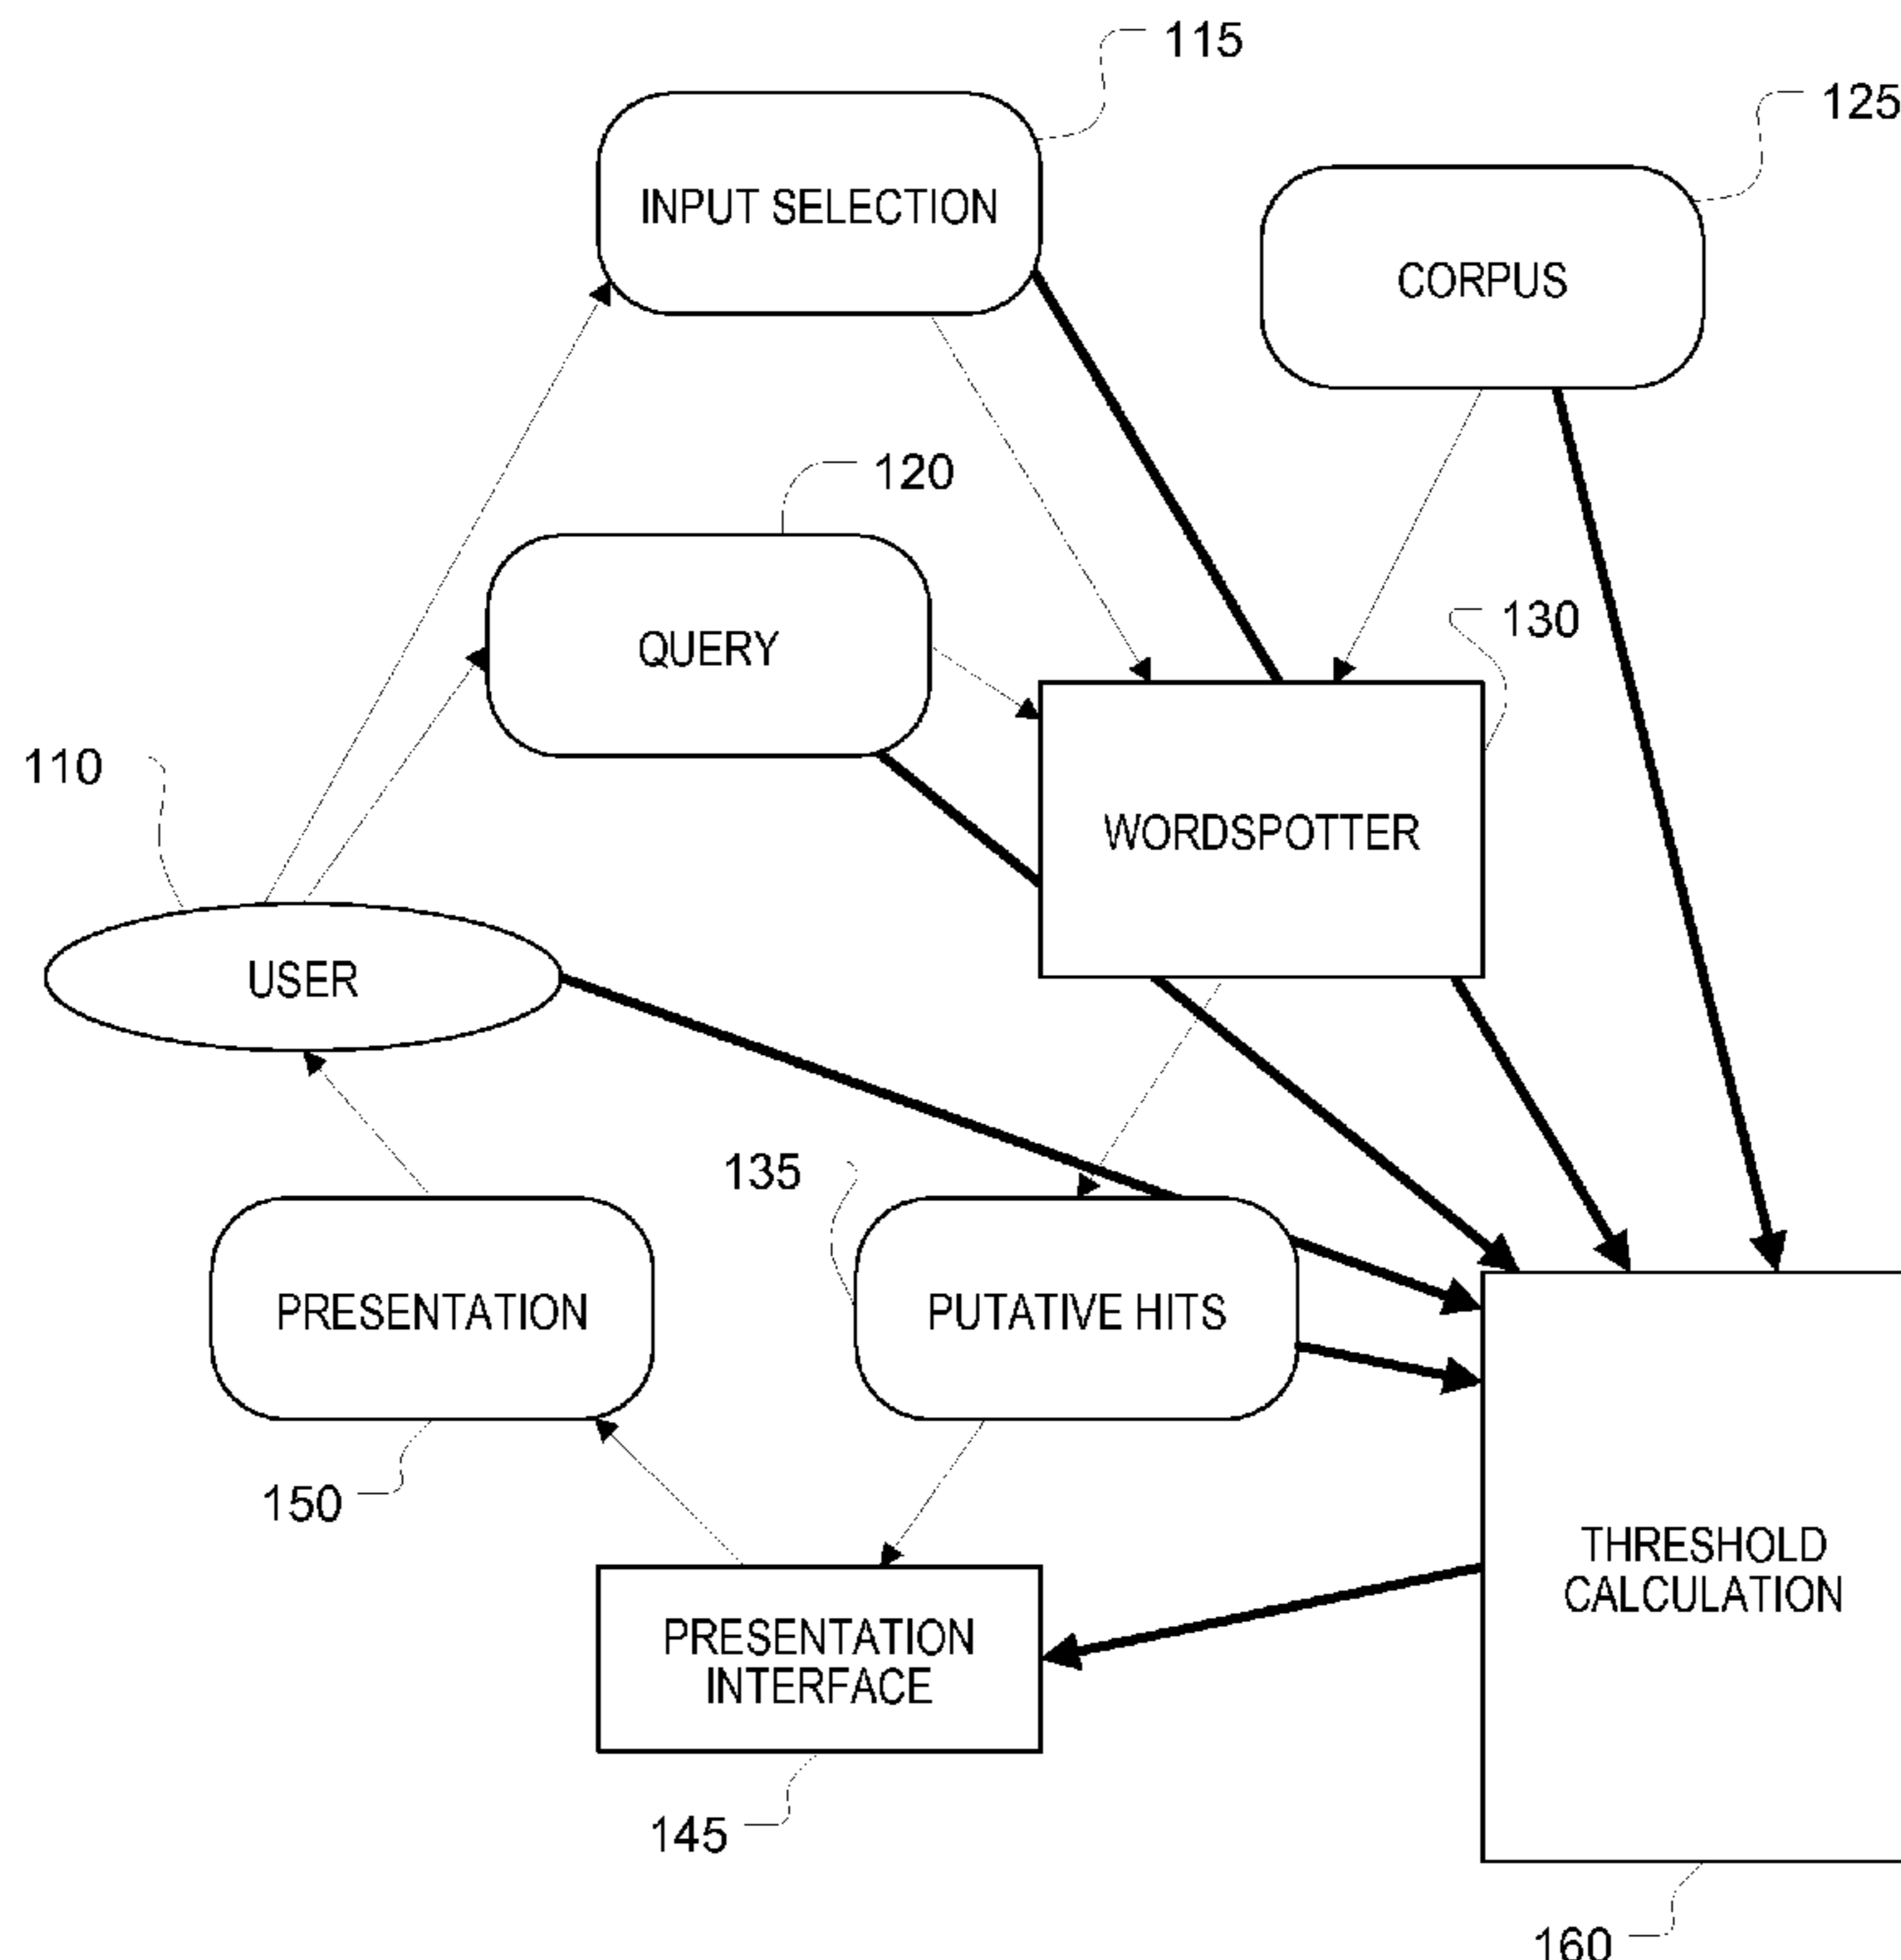 115
125
INPUT SELECTION
CORPUS
120
130
QUERY
110
WORDSPOTTER
USER
135
PRESENTATION
PUTATIVE HITS
150
THRESHOLD
CALCULATION
PRESENTATION
INTERFACE
145
160